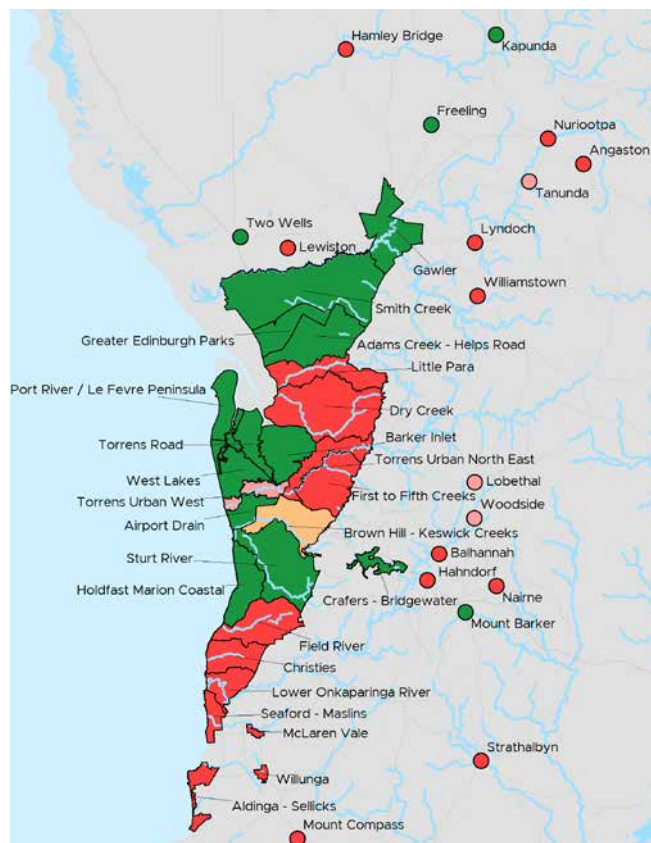 Hamley Bridge
Kapunda
Freeling
Nuriootpa
Angaston
Tanunda
Two Wells
Lewiston
Lyndoch
Gawler
Williamstown
Smith Creek
Greater Edinburgh Parks
Adams Creek - Helps Road
Little Para
Port River / Le Fevre Peninsula
Dry Creek
Torrens Road
Barker Inlet
Torrens Urban North East
West Lakes
Lobethal
Torrens Urban West
First to Fifth Creeks
Woodside
Airport Drain
Brown Hill - Keswick Creeks
Sturt River
Balhannah
Hahndorf
Holdfast Marion Coastal
Crafers - Bridgewater
Nairne
Mount Barker
Field River
Christies
Lower Onkaparinga River
Seaford - Maslins
McLaren Vale
Strathalbyn
Willunga
Aldinga - Sellicks
Mount Compass